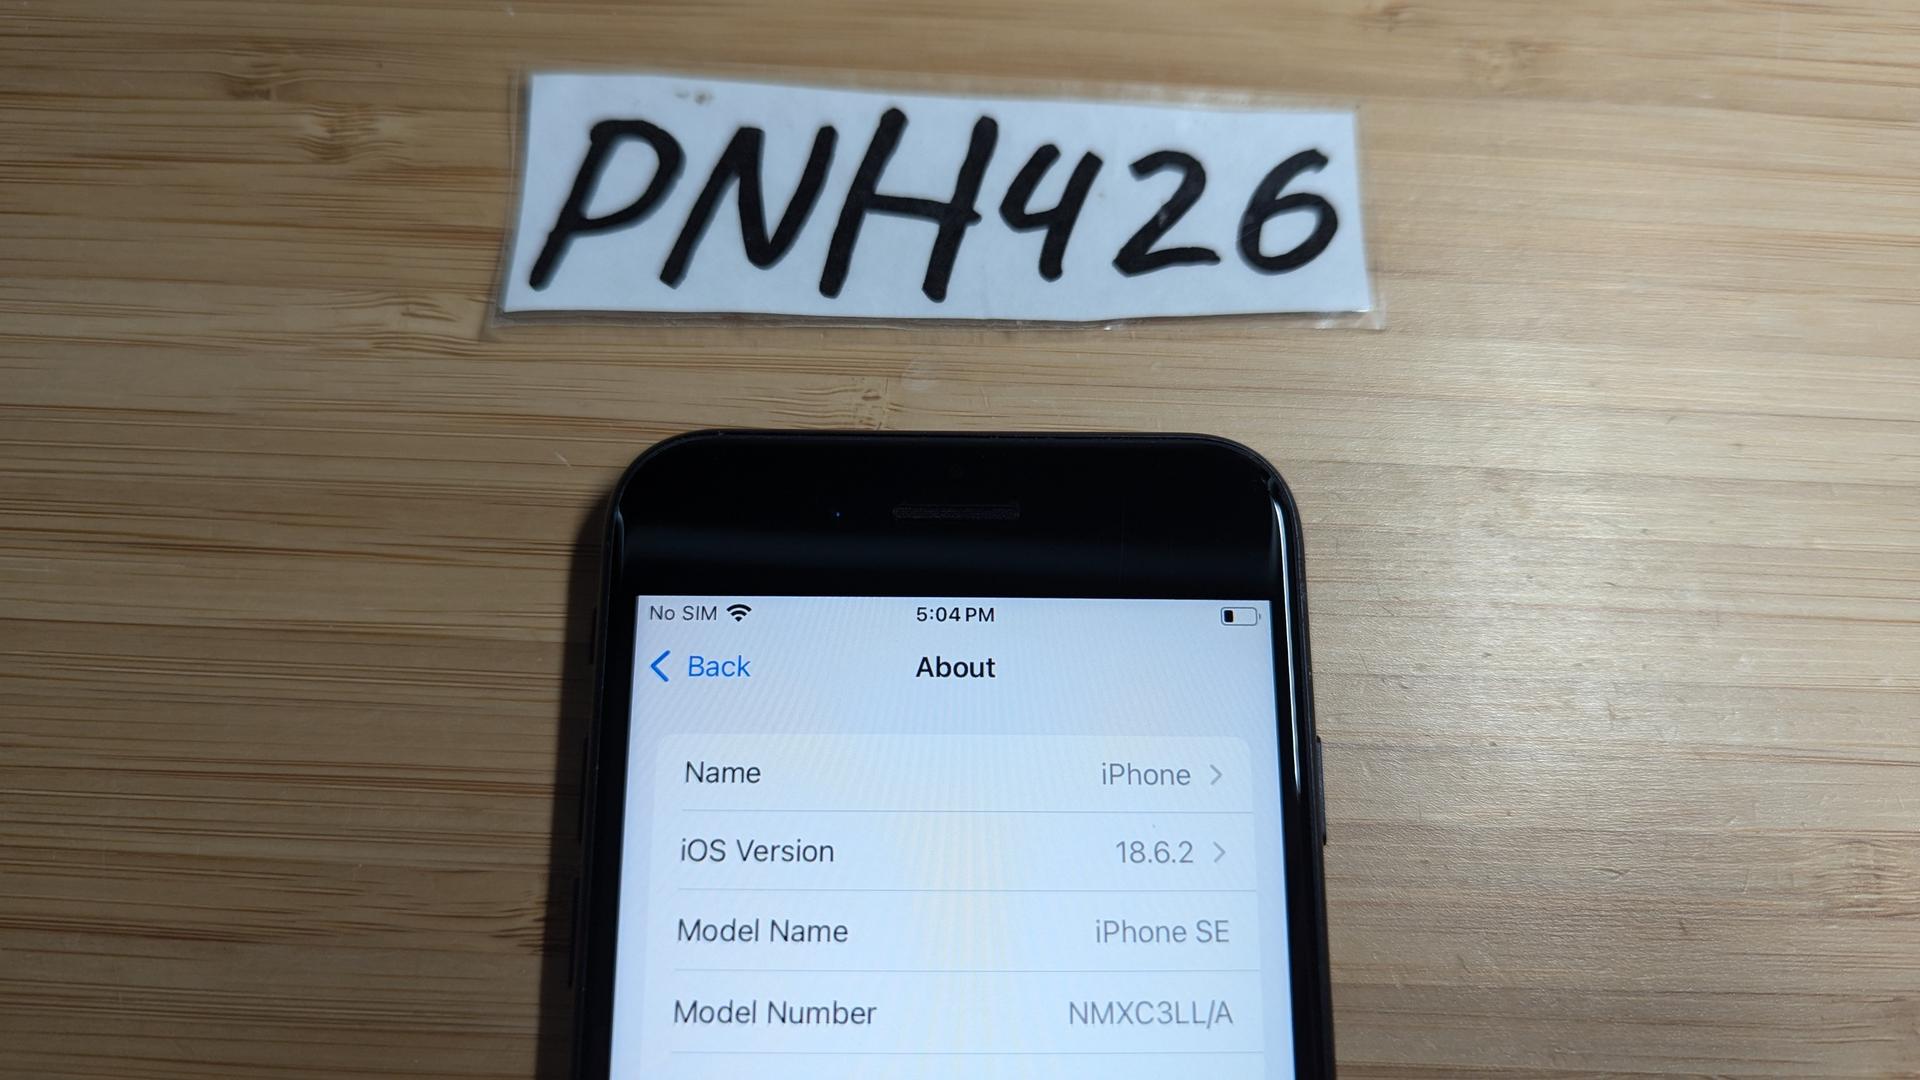 PNH426
No SIM 5:04 PM
Back About
Name iPhone
iOS Version 18.6.2
Model Name iPhone SE
Model Number NMXC3LL/A